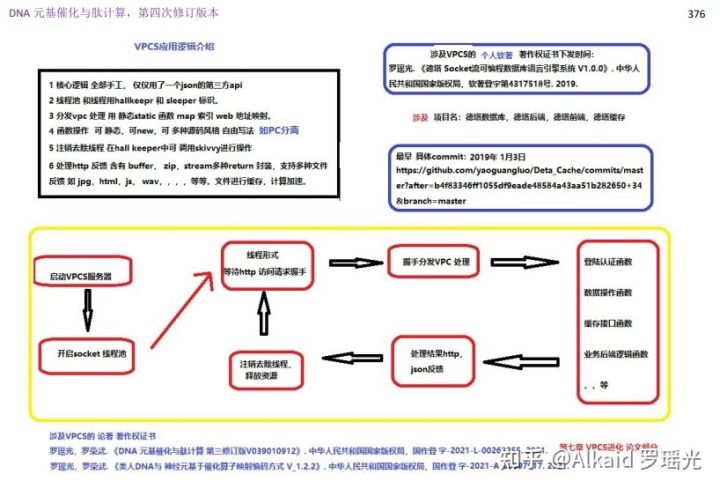 DNA 元基催化与肽计算，第四次修订版本
376
VPCS应用逻辑介绍
1 核心逻辑 全部手工， 仅仅用了一个json的第三方api
2 线程池 和线程用hallkeepr 和 sleeper 标识。
3 分发vpc 处理 用 静态static 函数 map 索引 web 地址映射。
4 函数操作 可 静态，可new，可 多种源码风格 自由写法 如PC分离
5 注销去除线程 在hall keeper中可 调用skivvy进行操作
6 处理http 反馈 含有 buffer， zip，stream多种return 封装，支持多种文件
反馈 如 jpg，html，js， wav，，，，等等。文件进行缓存，计算加速。
涉及VPCS的 个人软著 著作权证书下发时间：
罗瑶光. 《德塔 Socket流可编程数据库语言引擎系统 V1.0.0》. 中华人
民共和国国家版权局，软著登字第4317518号. 2019.
涉及 项目名：德塔数据库，德塔后端，德塔前端，德塔缓存
最早 具体commit：2019年 1月3日
https://github.com/yaoguangluo/Deta_Cache/commits/mas
ter?after=b4f83346ff1055df9eade48584a43aa51b282650+34
&branch=master
启动VPCS服务器
开启socket 线程池
线程形式
等待http 访问请求握手
握手分发VPC 处理
登陆认证函数
数据操作函数
缓存接口函数
业务后端逻辑函数
、、等
处理结果http，
json反馈
注销去除线程，
释放资源
涉及VPCS的 论著 著作权证书
罗瑶光，罗荣武. 《DNA 元基催化与肽计算 第三修订版V039010912》. 中华人民共和国国家版权局，国作登 字-2021-L-00268255. 2021.
第七章 VPCS进化 论文部分
罗瑶光，罗荣武. 《类人DNA与 神经元基于催化算子映射编码方式 V_1.2.2》. 中华人民共和国国家版权局，国作登 字-2021-A 2021.
知乎 @Alkaid 罗瑶光